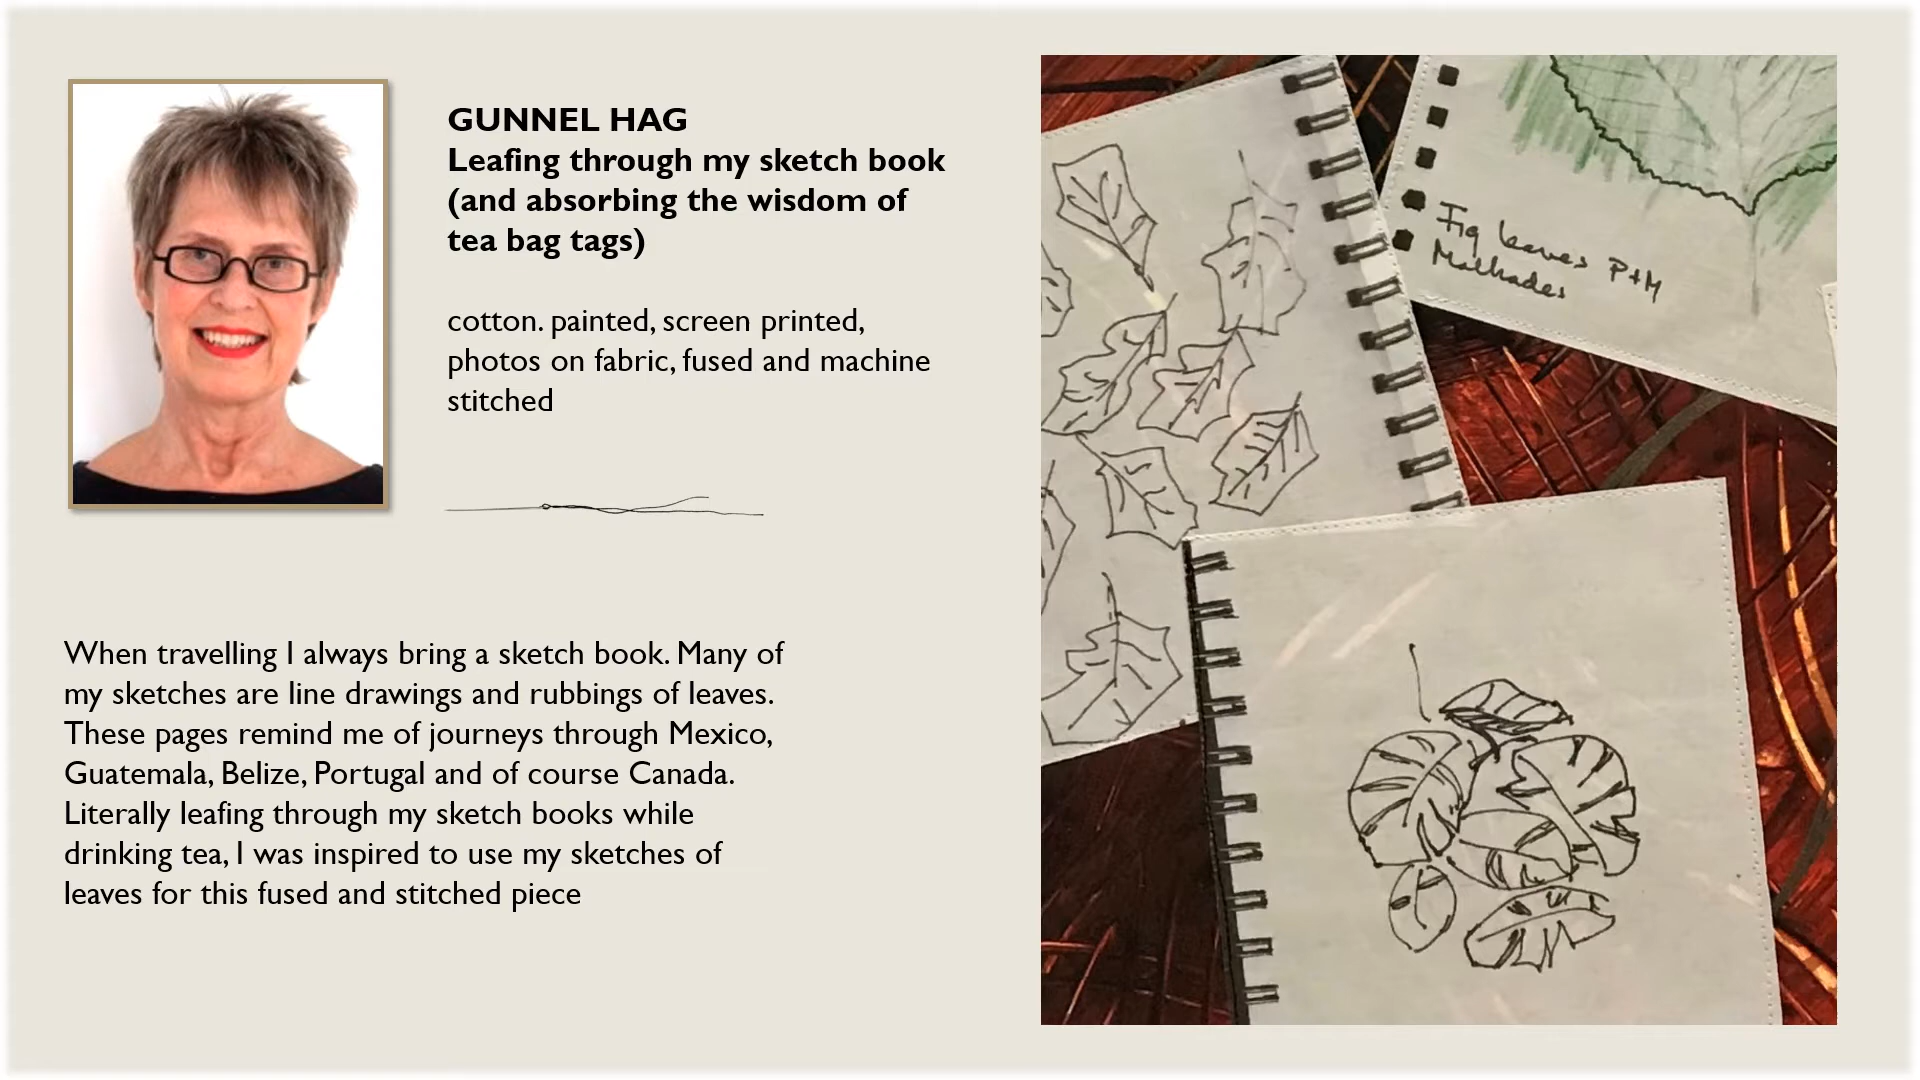 GUNNEL HAG
Leafing through my sketch book
(and absorbing the wisdom of
tea bag tags)
cotton. painted, screen printed,
photos on fabric, fused and machine
stitched
When travelling I always bring a sketch book. Many of
my sketches are line drawings and rubbings of leaves.
These pages remind me of journeys through Mexico,
Guatemala, Belize, Portugal and of course Canada.
Literally leafing through my sketch books while
drinking tea, I was inspired to use my sketches of
leaves for this fused and stitched piece
Fig leaves P+M
Malhades